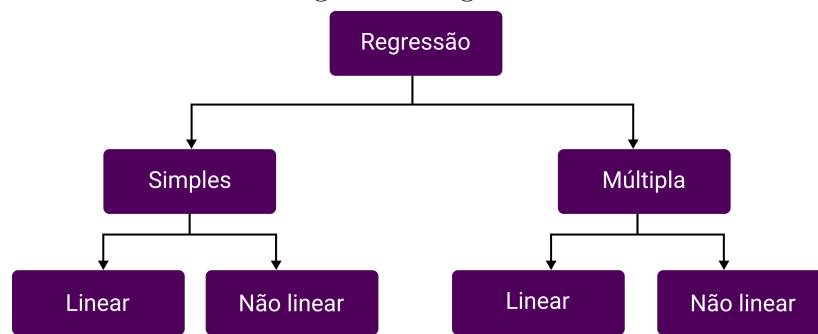 Regressão
Simples
Múltipla
Linear
Não linear
Linear
Não linear